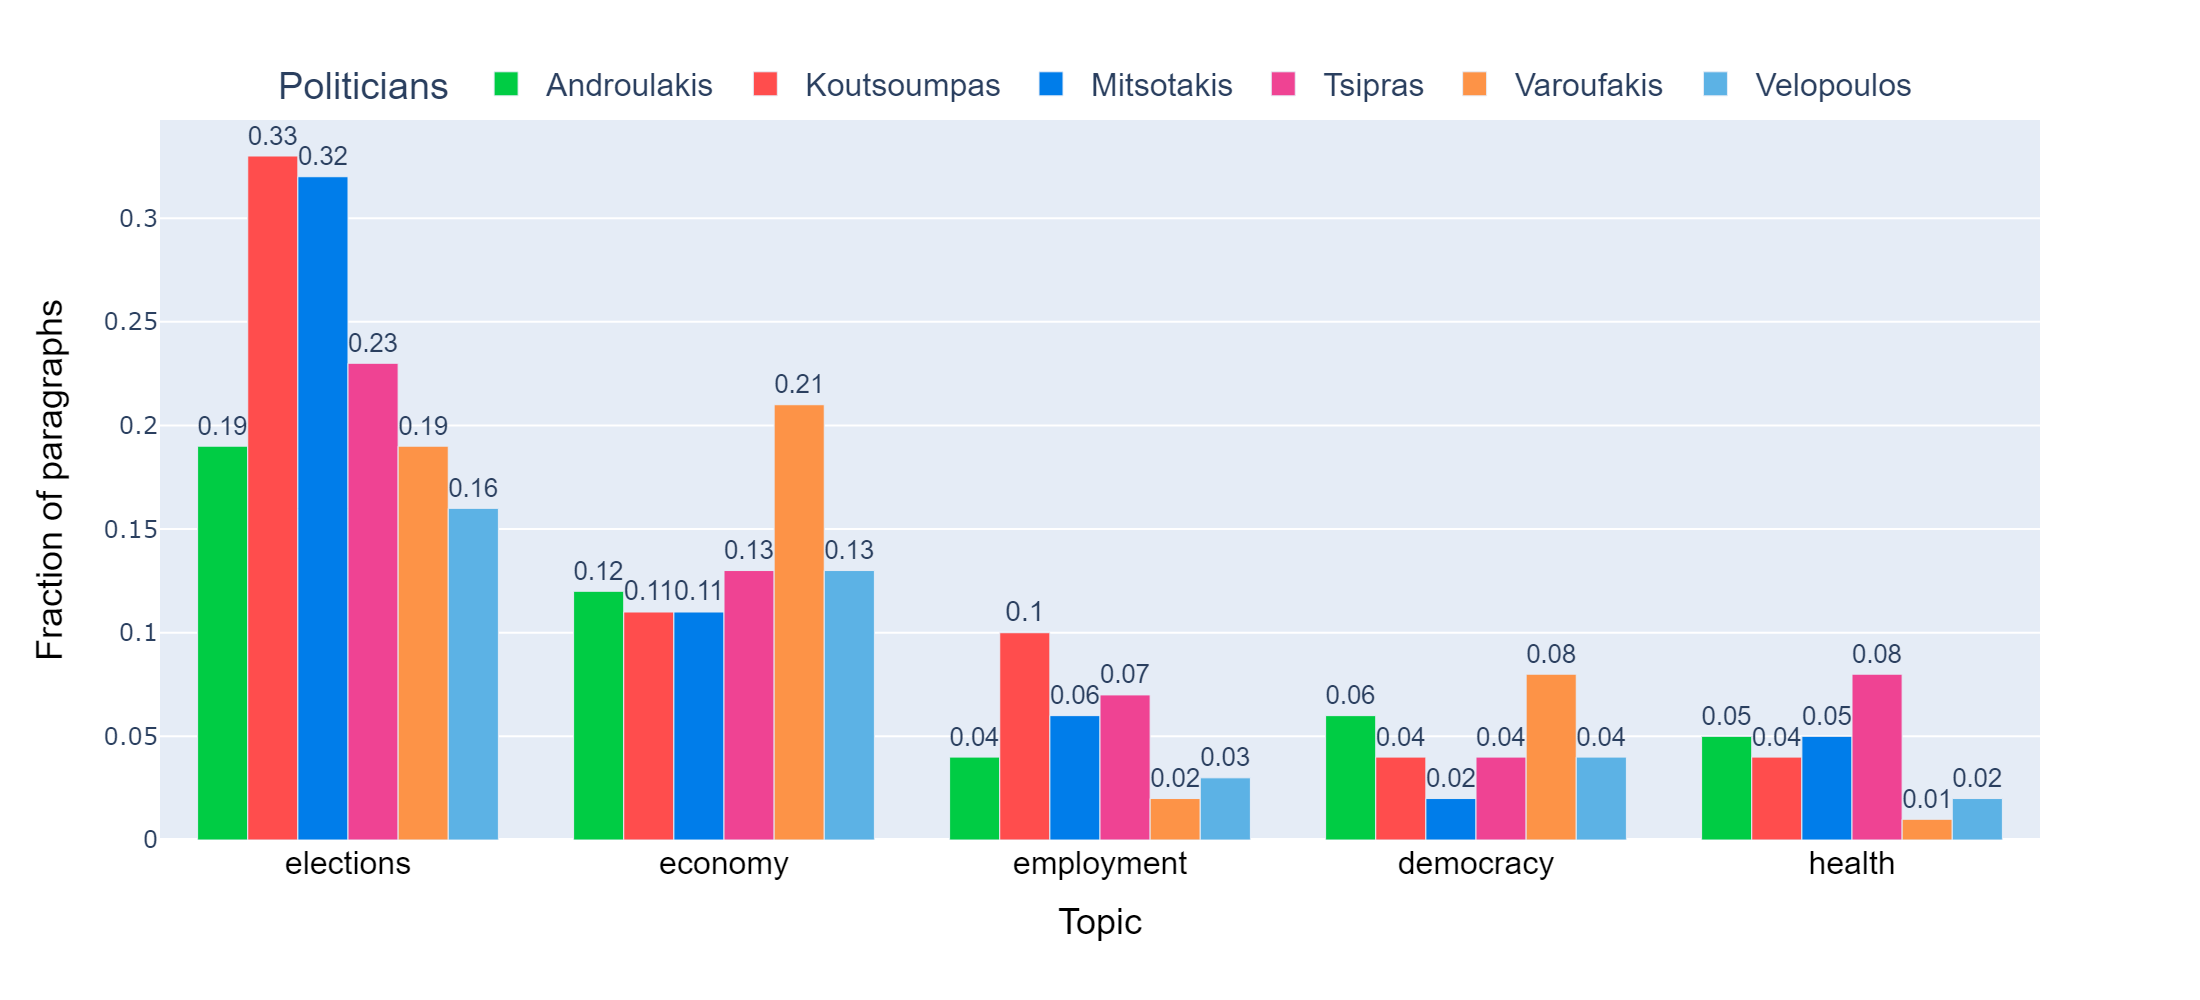 Politicians Androulakis Koutsoumpas Mitsotakis Tsipras Varoufakis Velopoulos
Fraction of paragraphs
0.3
0.25
0.2
0.15
0.1
0.05
0
0.19 0.33 0.32 0.23 0.19 0.16
0.12 0.11 0.11 0.13 0.21 0.13
0.04 0.1 0.06 0.07 0.02 0.03
0.06 0.04 0.02 0.04 0.08 0.04
0.05 0.04 0.05 0.08 0.01 0.02
elections economy employment democracy health
Topic